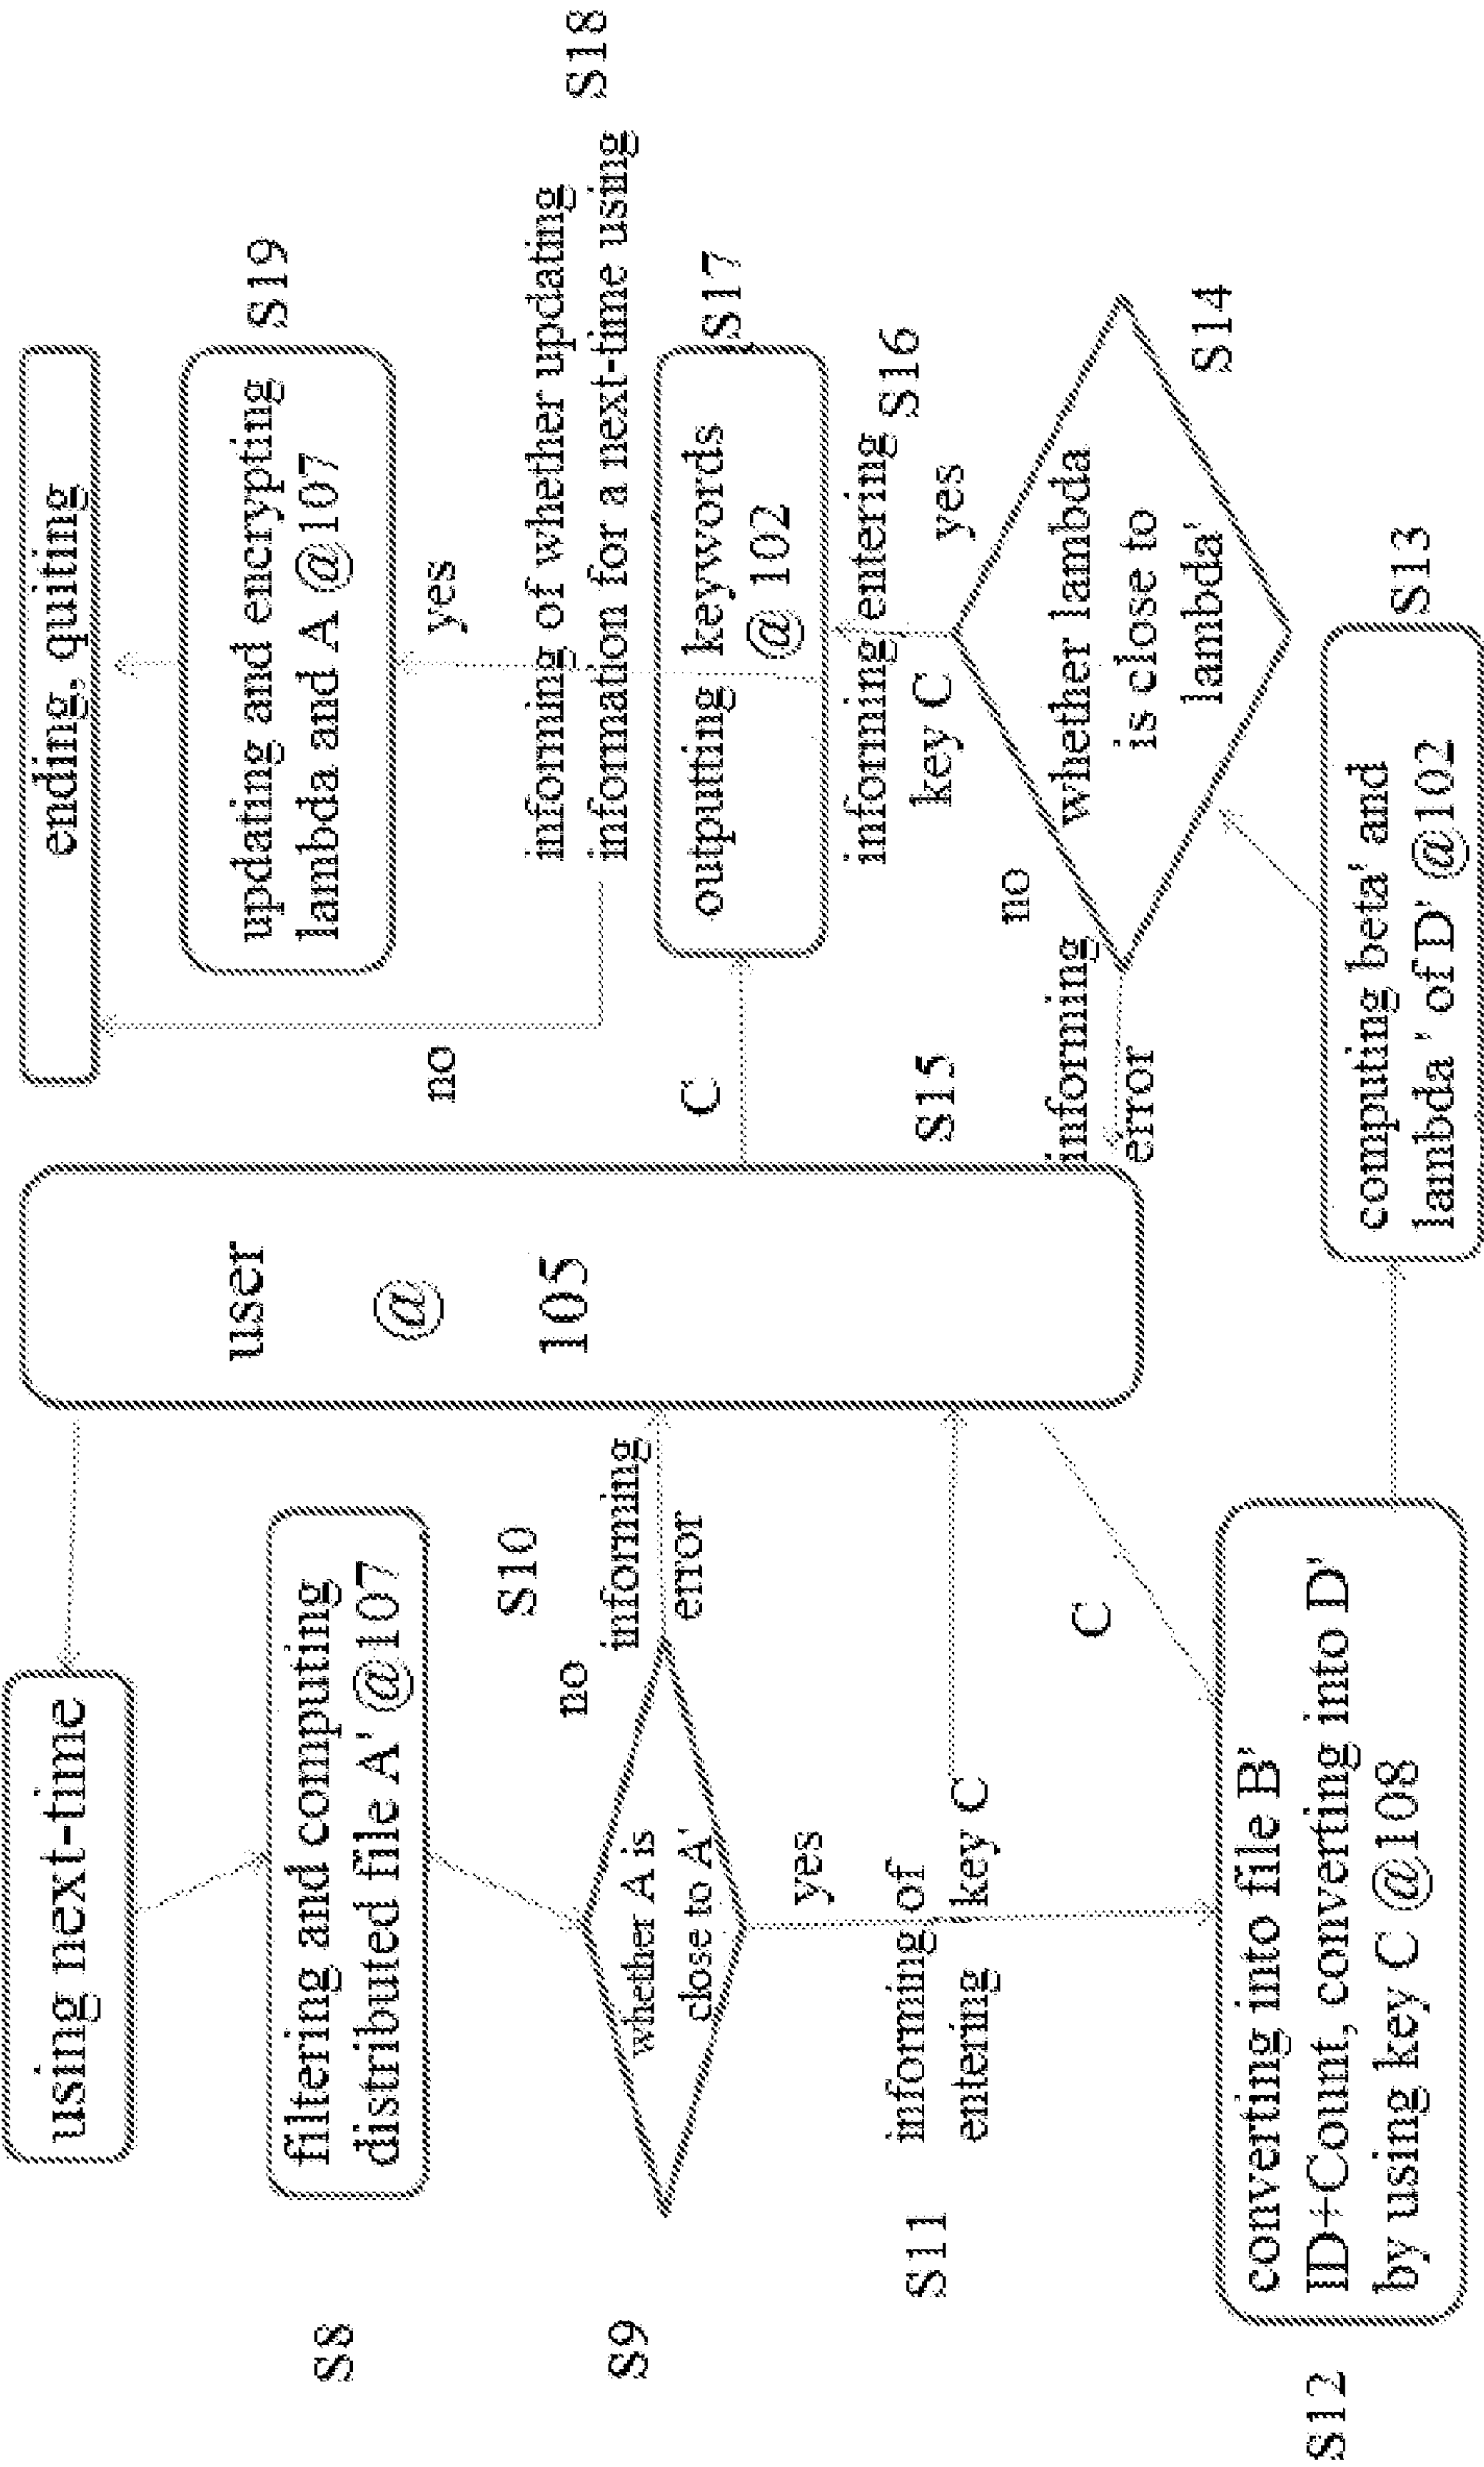 using next-time
S8
filtering and computing
distributed file A' @107
S9
whether A is
close to A'
no
S10
informing
error
yes
S11
informing of
entering key C
C
S12
converting into file B'
ID+Count, converting into D'
by using key C @108
user
@
105
computing beta' and
lambda ' of D' @102
S13
whether lambda
is close to
lambda'
S14
no
S15
informing
error
yes
informing entering
key C
S16
C
outputting keywords
@ 102
S17
informing of whether updating
information for a next-time using
S18
no
yes
updating and encrypting
lambda and A @107
S19
ending, quiting